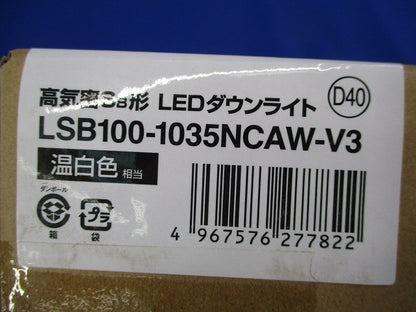 高気密SB形 LEDダウンライト D40
LSB100-1035NCAW-V3
温白色 相当
ダンボール
箱
プラ
袋
4 967576 277822